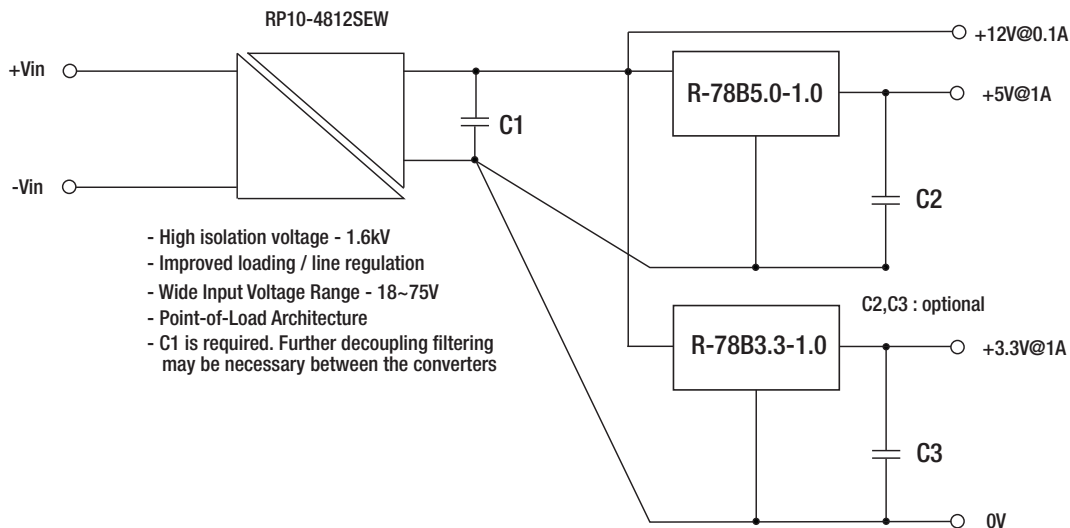 RP10-4812SEW
+12V@0.1A
+Vin
R-78B5.0-1.0
+5V@1A
C1
-Vin
C2
- High isolation voltage - 1.6kV
- Improved loading / line regulation
- Wide Input Voltage Range - 18~75V
- Point-of-Load Architecture
- C1 is required. Further decoupling filtering
may be necessary between the converters
C2,C3 : optional
R-78B3.3-1.0
+3.3V@1A
C3
0V